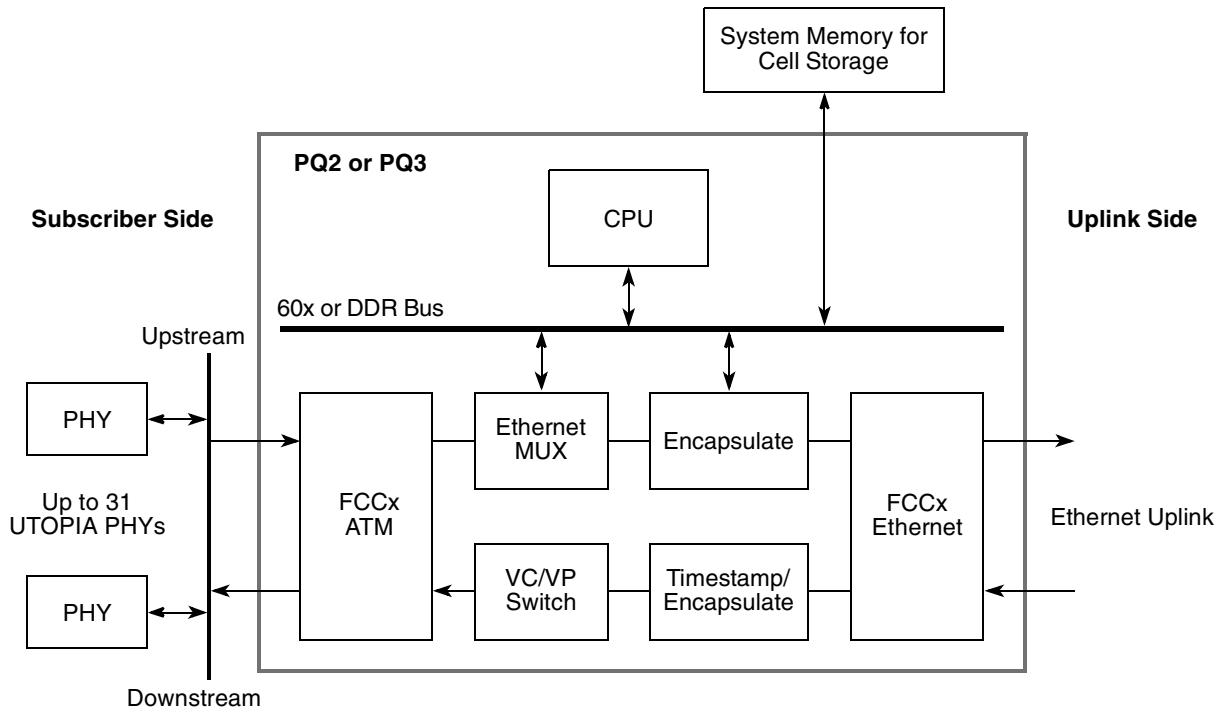 System Memory for
Cell Storage
PQ2 or PQ3
CPU
Subscriber Side
Uplink Side
60x or DDR Bus
Upstream
PHY
Ethernet
MUX
Encapsulate
Up to 31
UTOPIA PHYs
FCCx
ATM
FCCx
Ethernet
Ethernet Uplink
PHY
VC/VP
Switch
Timestamp/
Encapsulate
Downstream